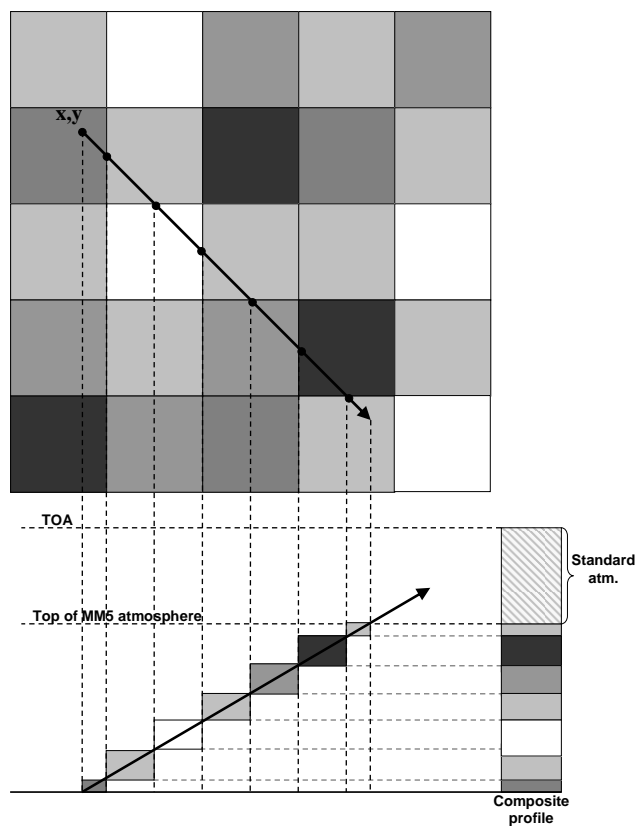 x,y
TOA
Standard
atm.
Top of MM5 atmosphere
Composite
profile